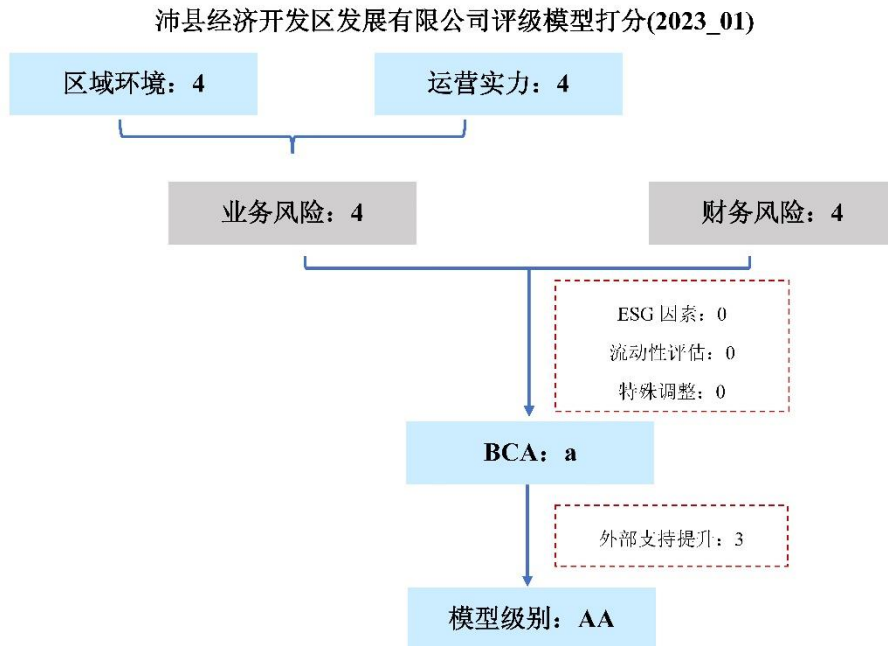 沛县经济开发区发展有限公司评级模型打分(2023_01)
区域环境：4
运营实力：4
业务风险：4
财务风险：4
ESG 因素：0
流动性评估：0
特殊调整：0
BCA：a
外部支持提升：3
模型级别：AA